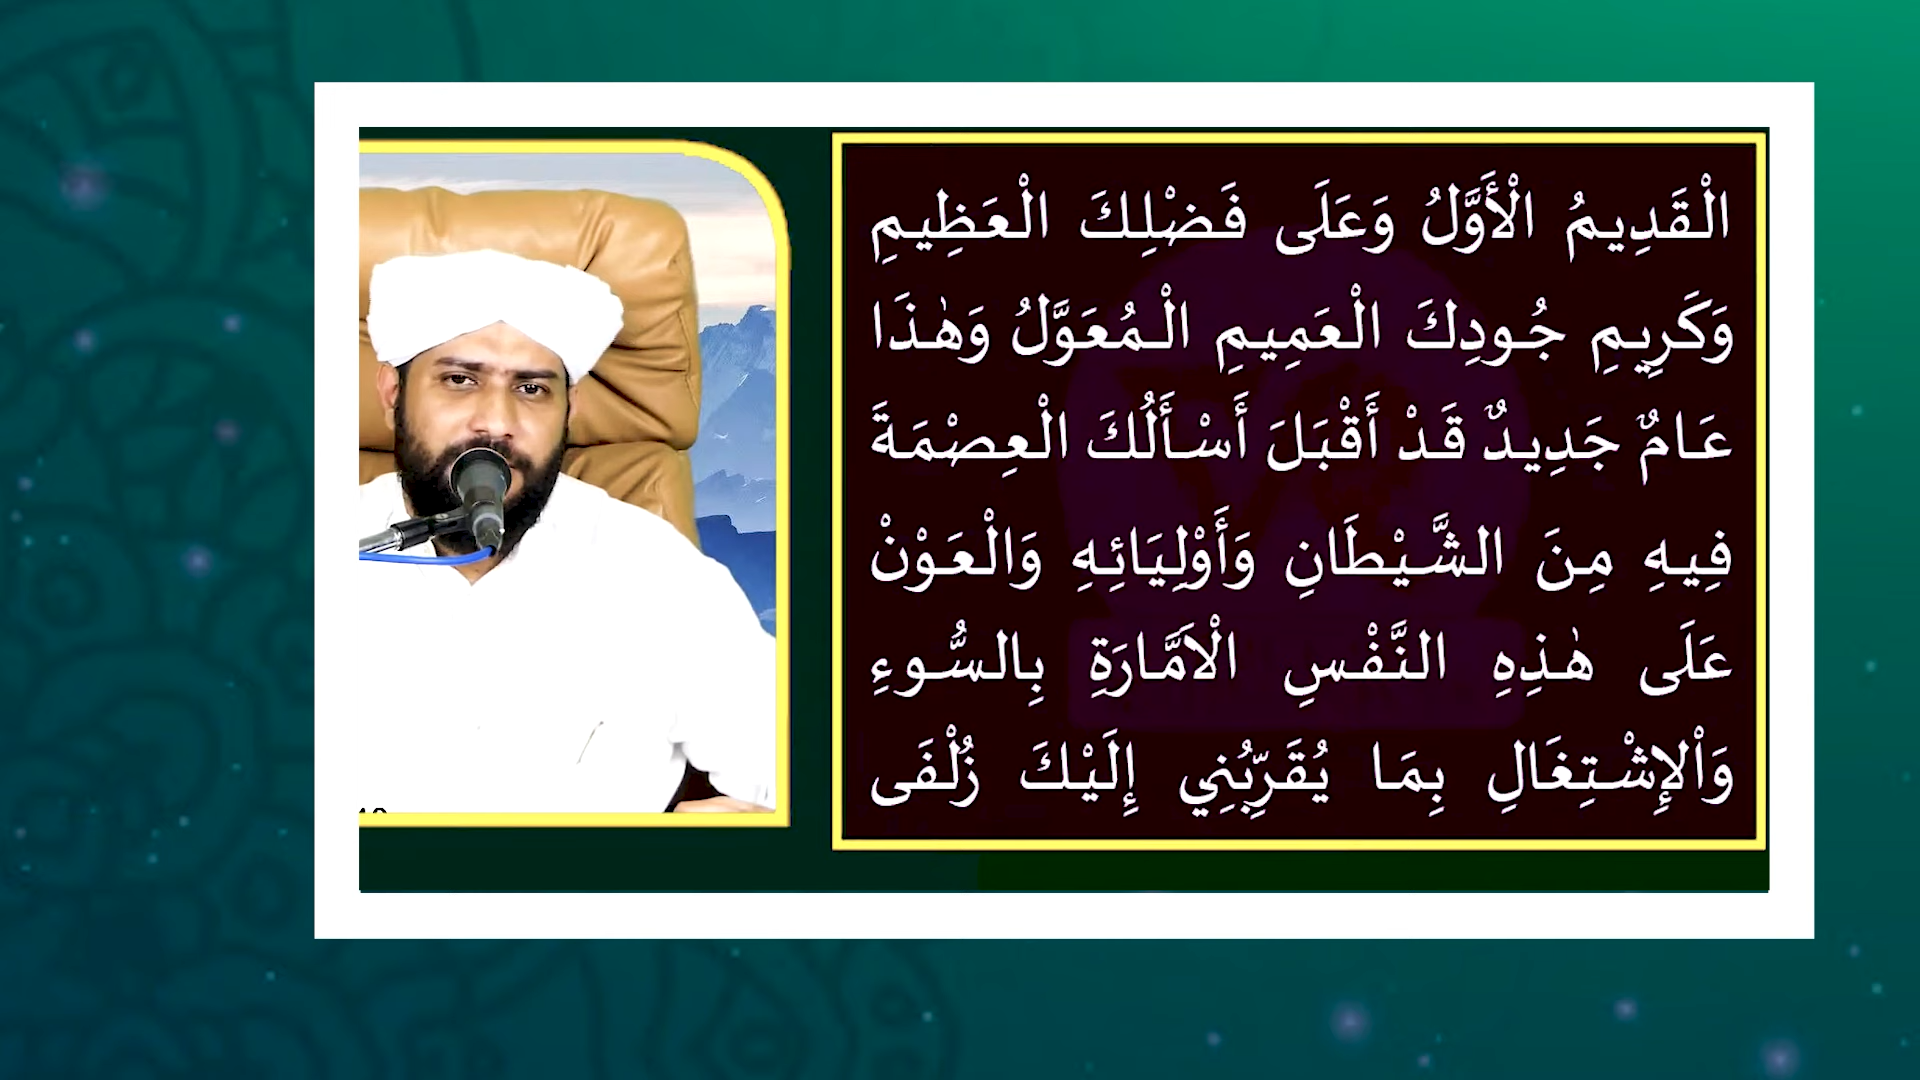 الْقَدِيمُ الْأَوَّلُ وَعَلَى فَضْلِكَ الْعَظِيمِ
وَكَرِيمِ جُودِكَ الْعَمِيمِ الْمُعَوَّلُ وَهٰذَا
عَامٌ جَدِيدٌ قَدْ أَقْبَلَ أَسْأَلُكَ الْعِصْمَةَ
فِيهِ مِنَ الشَّيْطَانِ وَأَوْلِيَائِهِ وَالْعَوْنْ
عَلَى هٰذِهِ النَّفْسِ الْاَمَّارَةِ بِالسُّوءِ
وَاْلإِشْتِغَالِ بِمَا يُقَرِّبُنِي إِلَيْكَ زُلْفَى